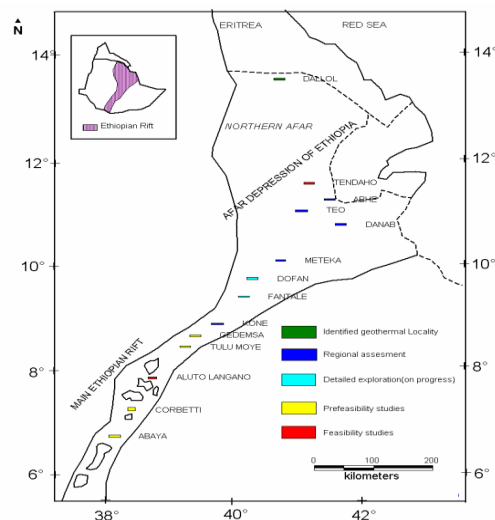 N
ERITREA
RED SEA
14°
14°
DALLOL
Ethiopian Rift
NORTHERN AFAR
AFAR DEPRESSION OF ETHIOPIA
12°
12°
TENDAHO
ABHE
TEO
DANAB
10°
10°
METEKA
DOFAN
FANTALE
KONE
GEDEMSA
TULU MOYE
MAIN ETHIOPIAN RIFT
8°
8°
ALUTO LANGANO
CORBETTI
ABAYA
6°
6°
Identified geothermal Locality
Regional assesment
Detailed exploration(on progress)
Prefeasibility studies
Feasibility studies
0 100 200
kilometers
38°
40°
42°